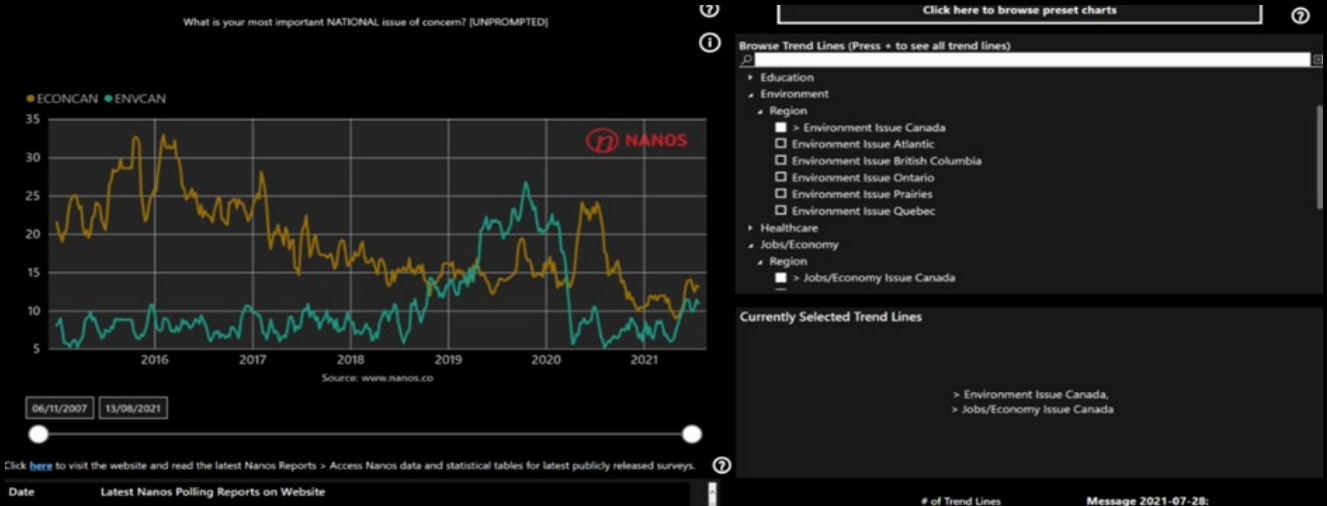 What is your most important NATIONAL issue of concern? [UNPROMPTED]
ECONCAN ENVCAN
NANOS
35
30
25
20
15
10
5
2016 2017 2018 2019 2020 2021
Source: www.nanos.co
06/11/2007 13/08/2021
Click here to visit the website and read the latest Nanos Reports > Access Nanos data and statistical tables for latest publicly released surveys.
Date Latest Nanos Polling Reports on Website
Click here to browse preset charts
Browse Trend Lines (Press + to see all trend lines)
Education
Environment
Region
> Environment Issue Canada
Environment Issue Atlantic
Environment Issue British Columbia
Environment Issue Ontario
Environment Issue Prairies
Environment Issue Quebec
Healthcare
Jobs/Economy
Region
> Jobs/Economy Issue Canada
Currently Selected Trend Lines
> Environment Issue Canada,
> Jobs/Economy Issue Canada
# of Trend Lines Message 2021-07-28: